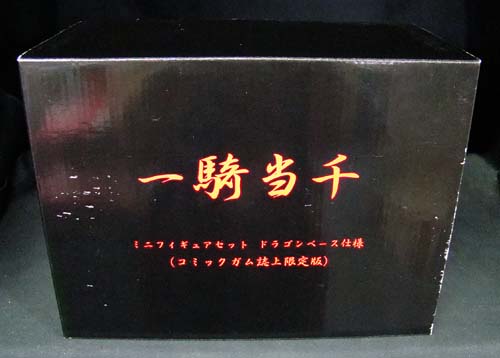 一騎当千
ミニフィギュアセット ドラゴンベース仕様
(コミックガム誌上限定版)